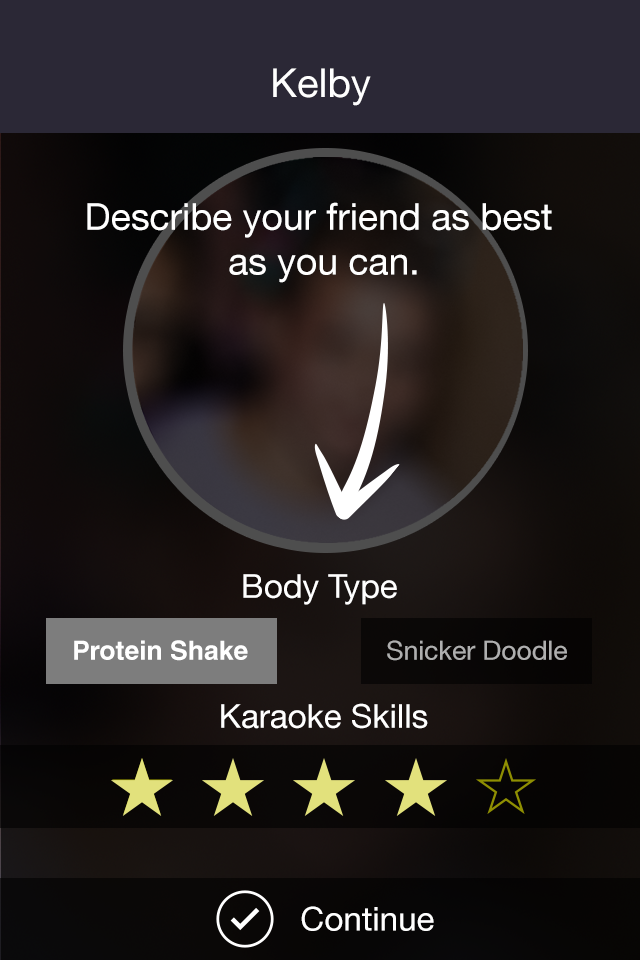 Kelby
Describe your friend as best
as you can.
Body Type
Protein Shake
Snicker Doodle
Karaoke Skills
Continue